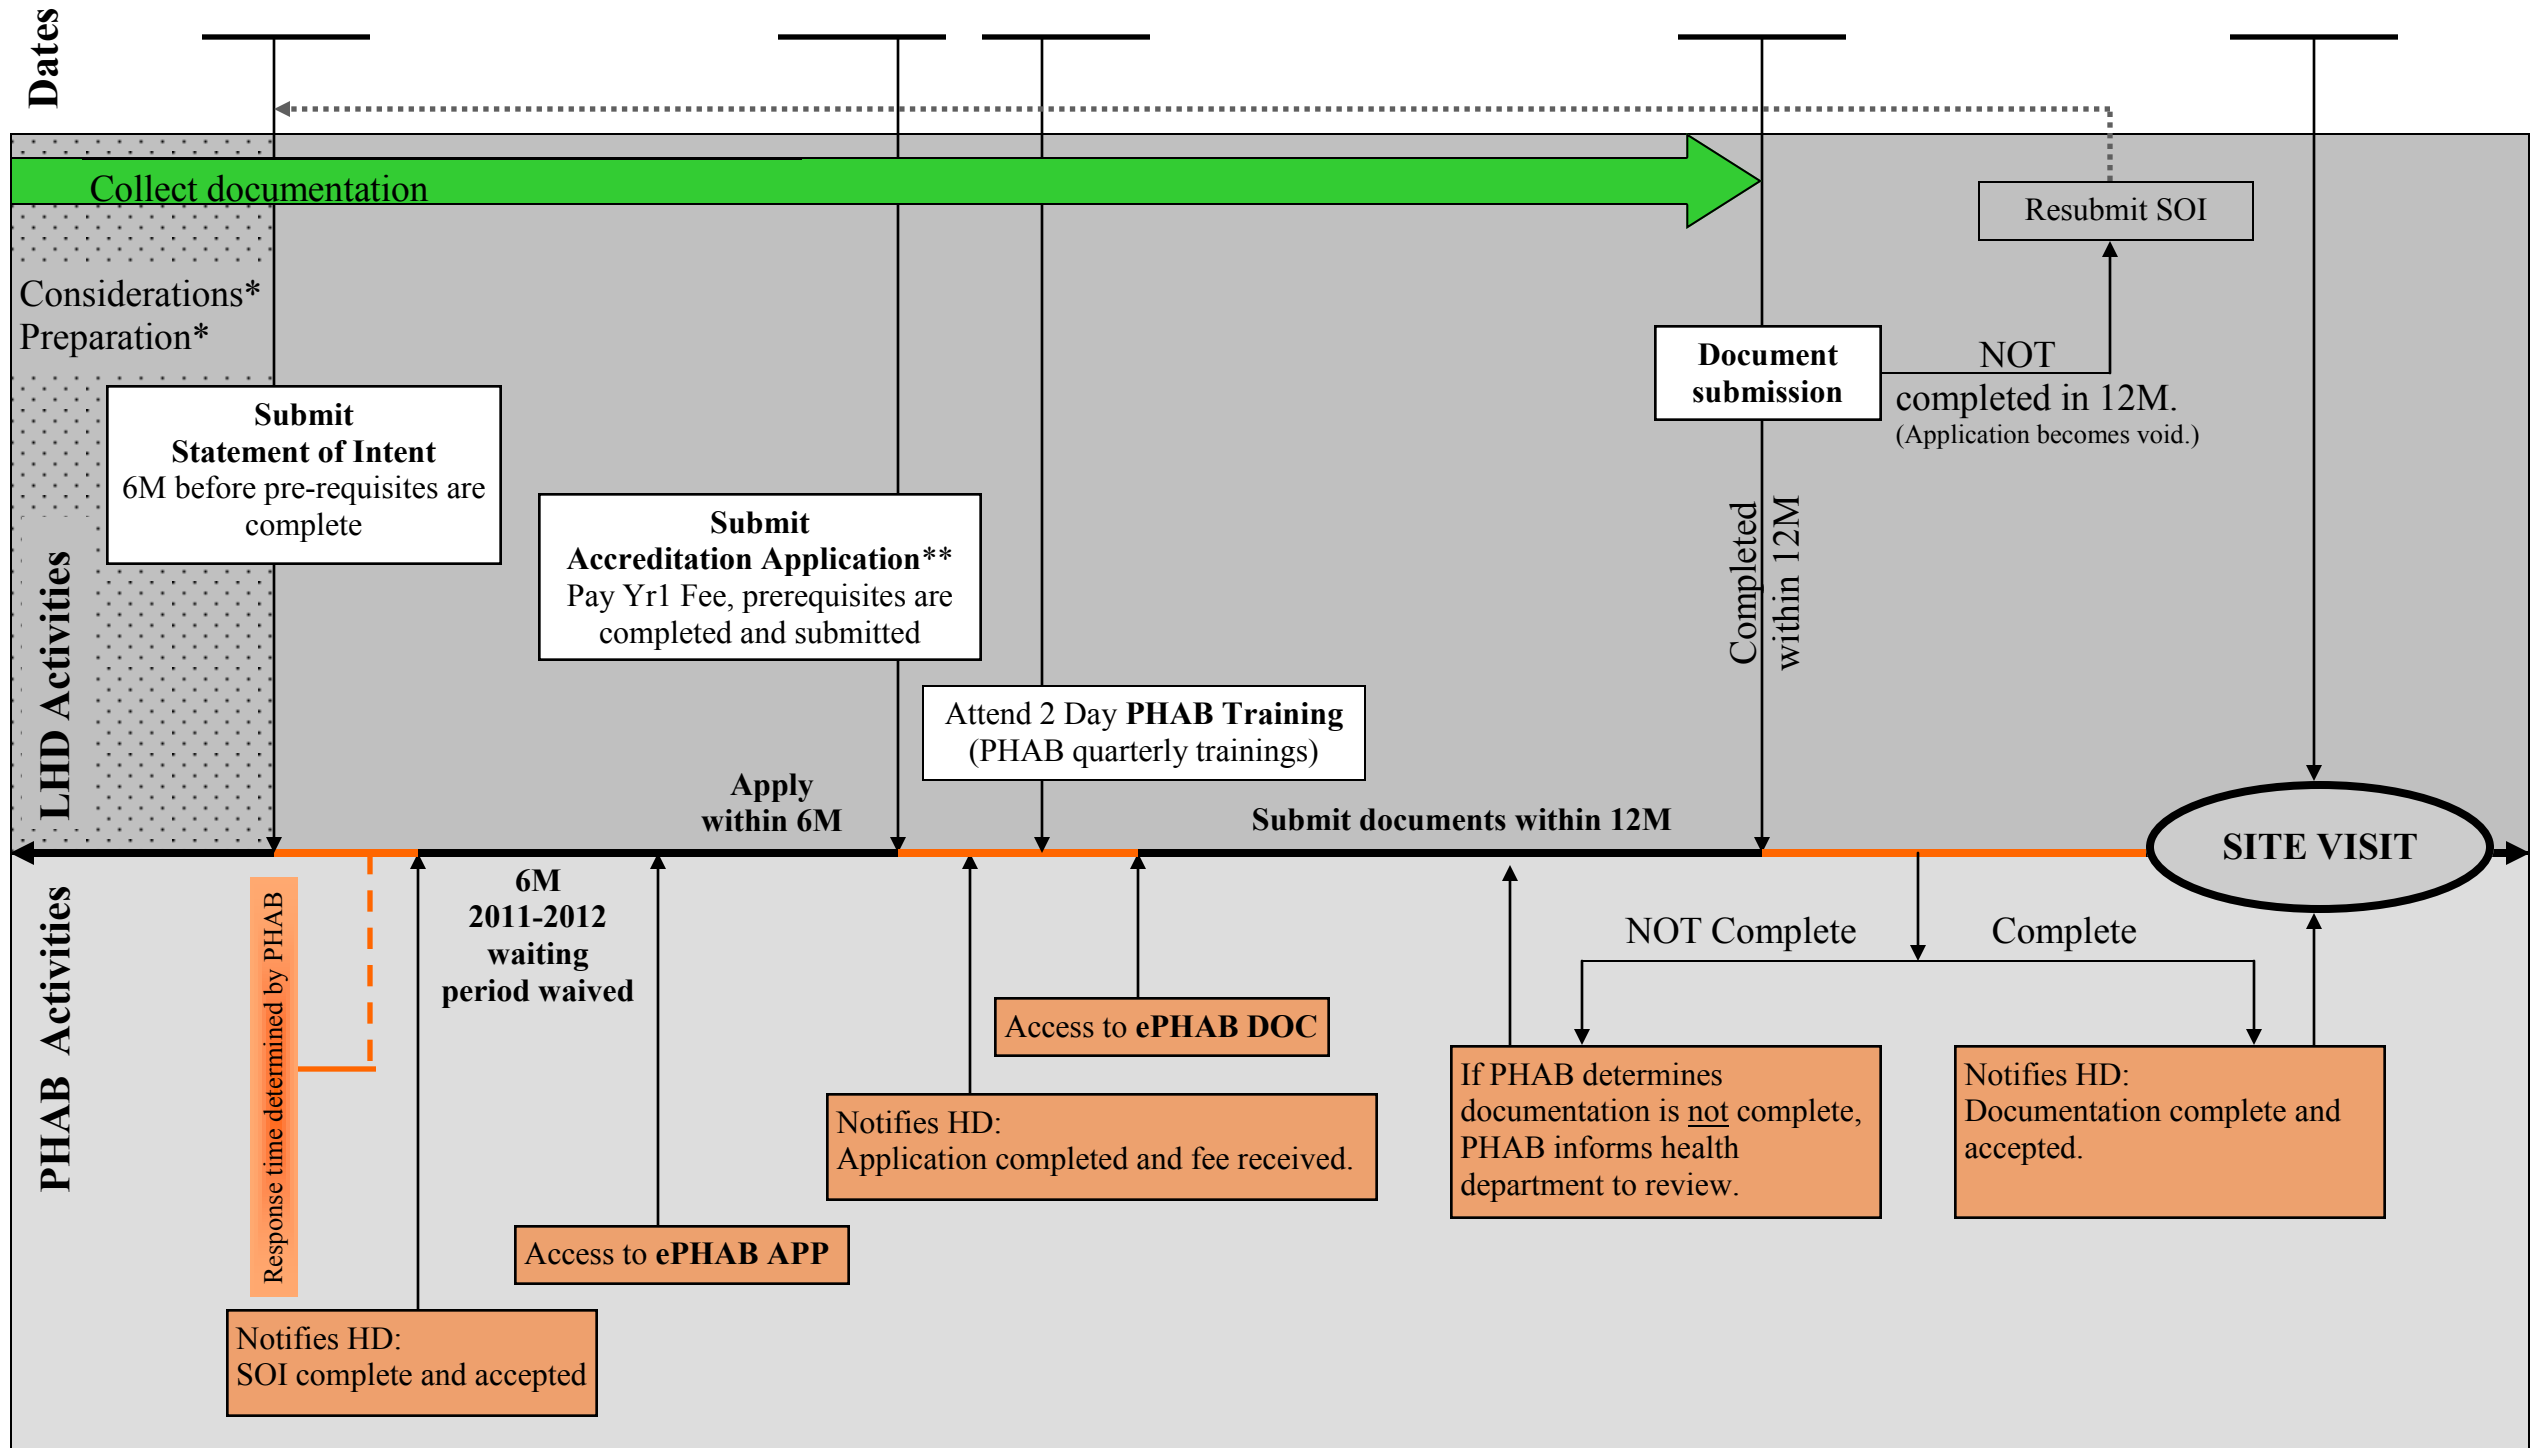 Dates
Collect documentation
Resubmit SOI
Considerations*
Preparation*
Document
submission
NOT
completed in 12M.
(Application becomes void.)
Submit
Statement of Intent
6M before pre-requisites are
complete
Submit
Accreditation Application**
Pay Yr1 Fee, prerequisites are
completed and submitted
Completed
within 12M
LHD Activities
Attend 2 Day PHAB Training
(PHAB quarterly trainings)
Apply
within 6M
Submit documents within 12M
SITE VISIT
PHAB Activities
Response time determined by PHAB
6M
2011-2012
waiting
period waived
NOT Complete
Complete
Access to ePHAB DOC
If PHAB determines
documentation is not complete,
PHAB informs health
department to review.
Notifies HD:
Documentation complete and
accepted.
Notifies HD:
Application completed and fee received.
Access to ePHAB APP
Notifies HD:
SOI complete and accepted